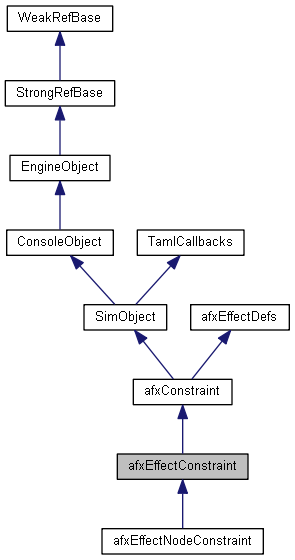 WeakRefBase
StrongRefBase
EngineObject
ConsoleObject
TamlCallbacks
SimObject
afxEffectDefs
afxConstraint
afxEffectConstraint
afxEffectNodeConstraint